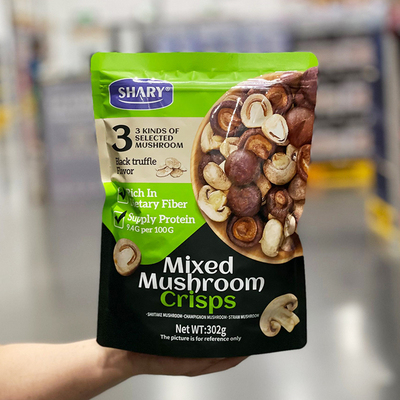 SHARY®
3
3 KINDS OF
SELECTED
MUSHROOM
Black truffle
Flavor
Rich In
Dietary Fiber
Supply Protein
9.4G per 100G
Mixed
Mushroom
Crisps
·SHIITAKE MUSHROOM·CHAMPIGNON MUSHROOM·STRAW MUSHROOM
Net WT:302g
The picture is for reference only